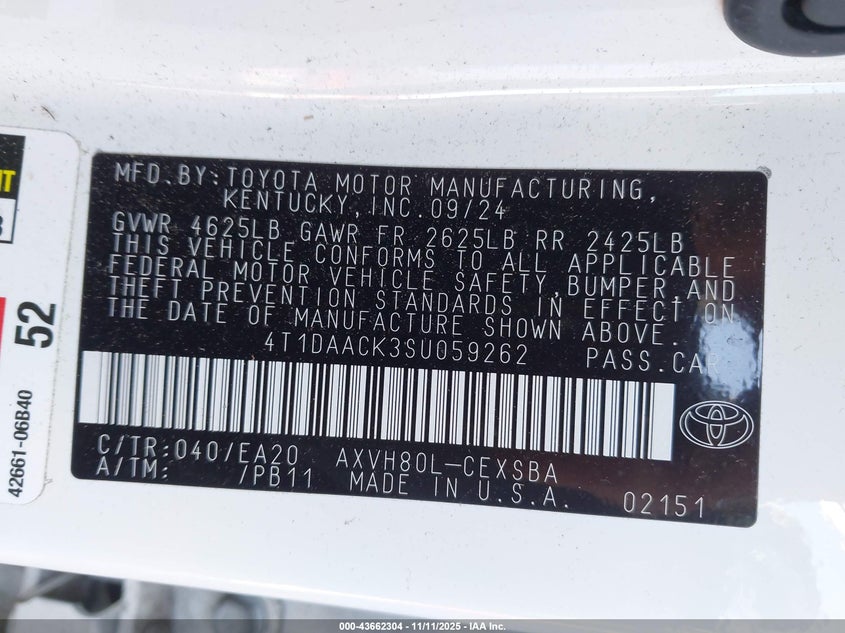 MFD.BY:TOYOTA MOTOR MANUFACTURING,
KENTUCKY,INC.09/24
GVWR 4625LB GAWR FR 2625LB RR 2425LB
THIS VEHICLE CONFORMS TO ALL APPLICABLE
FEDERAL MOTOR VEHICLE SAFETY,BUMPER,AND
THEFT PREVENTION STANDARDS IN EFFECT ON
THE DATE OF MANUFACTURE SHOWN ABOVE.
4T1DAACK3SU059262 PASS.CAR
C/TR:040/EA20 AXVH80L-CEXSBA
A/TM: /PB11 MADE IN U.S.A. 02151
52
42661-06B40
000-43662304 - 11/11/2025 - IAA Inc.